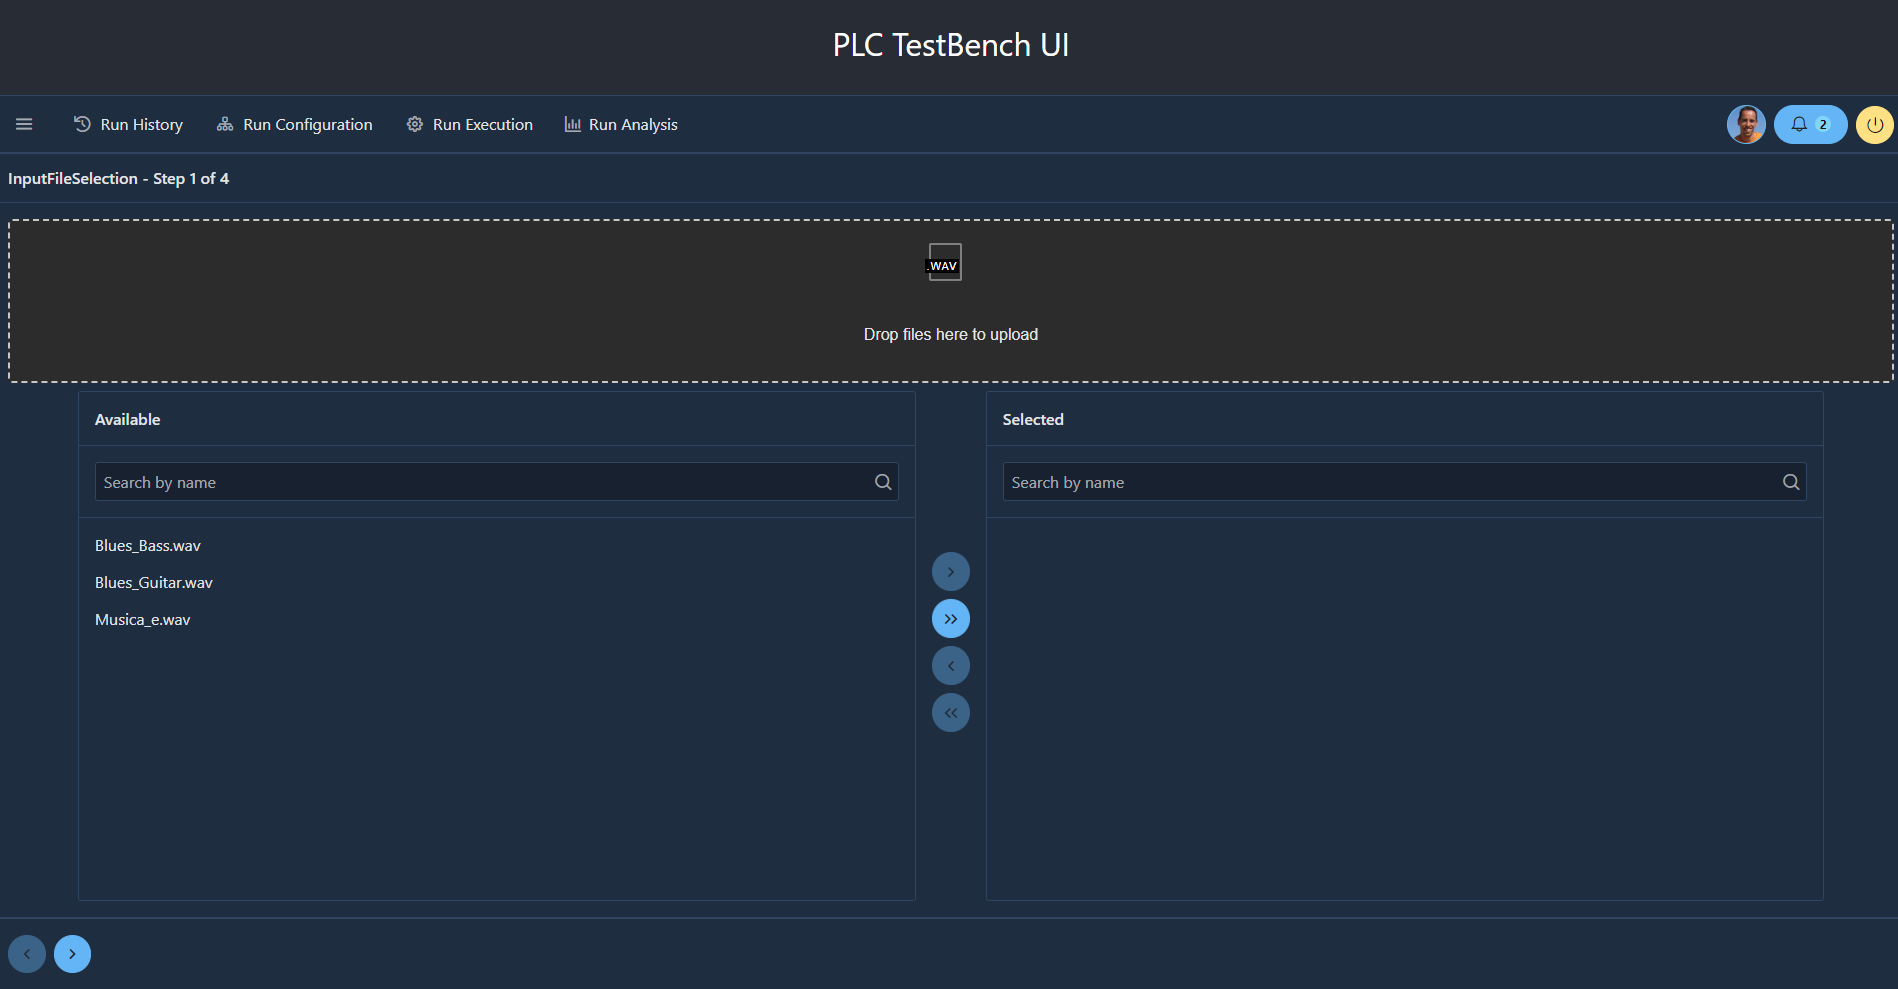 PLC TestBench UI
Run History
Run Configuration
Run Execution
Run Analysis
2
InputFileSelection - Step 1 of 4
.WAV
Drop files here to upload
Available
Selected
Search by name
Search by name
Blues_Bass.wav
Blues_Guitar.wav
Musica_e.wav